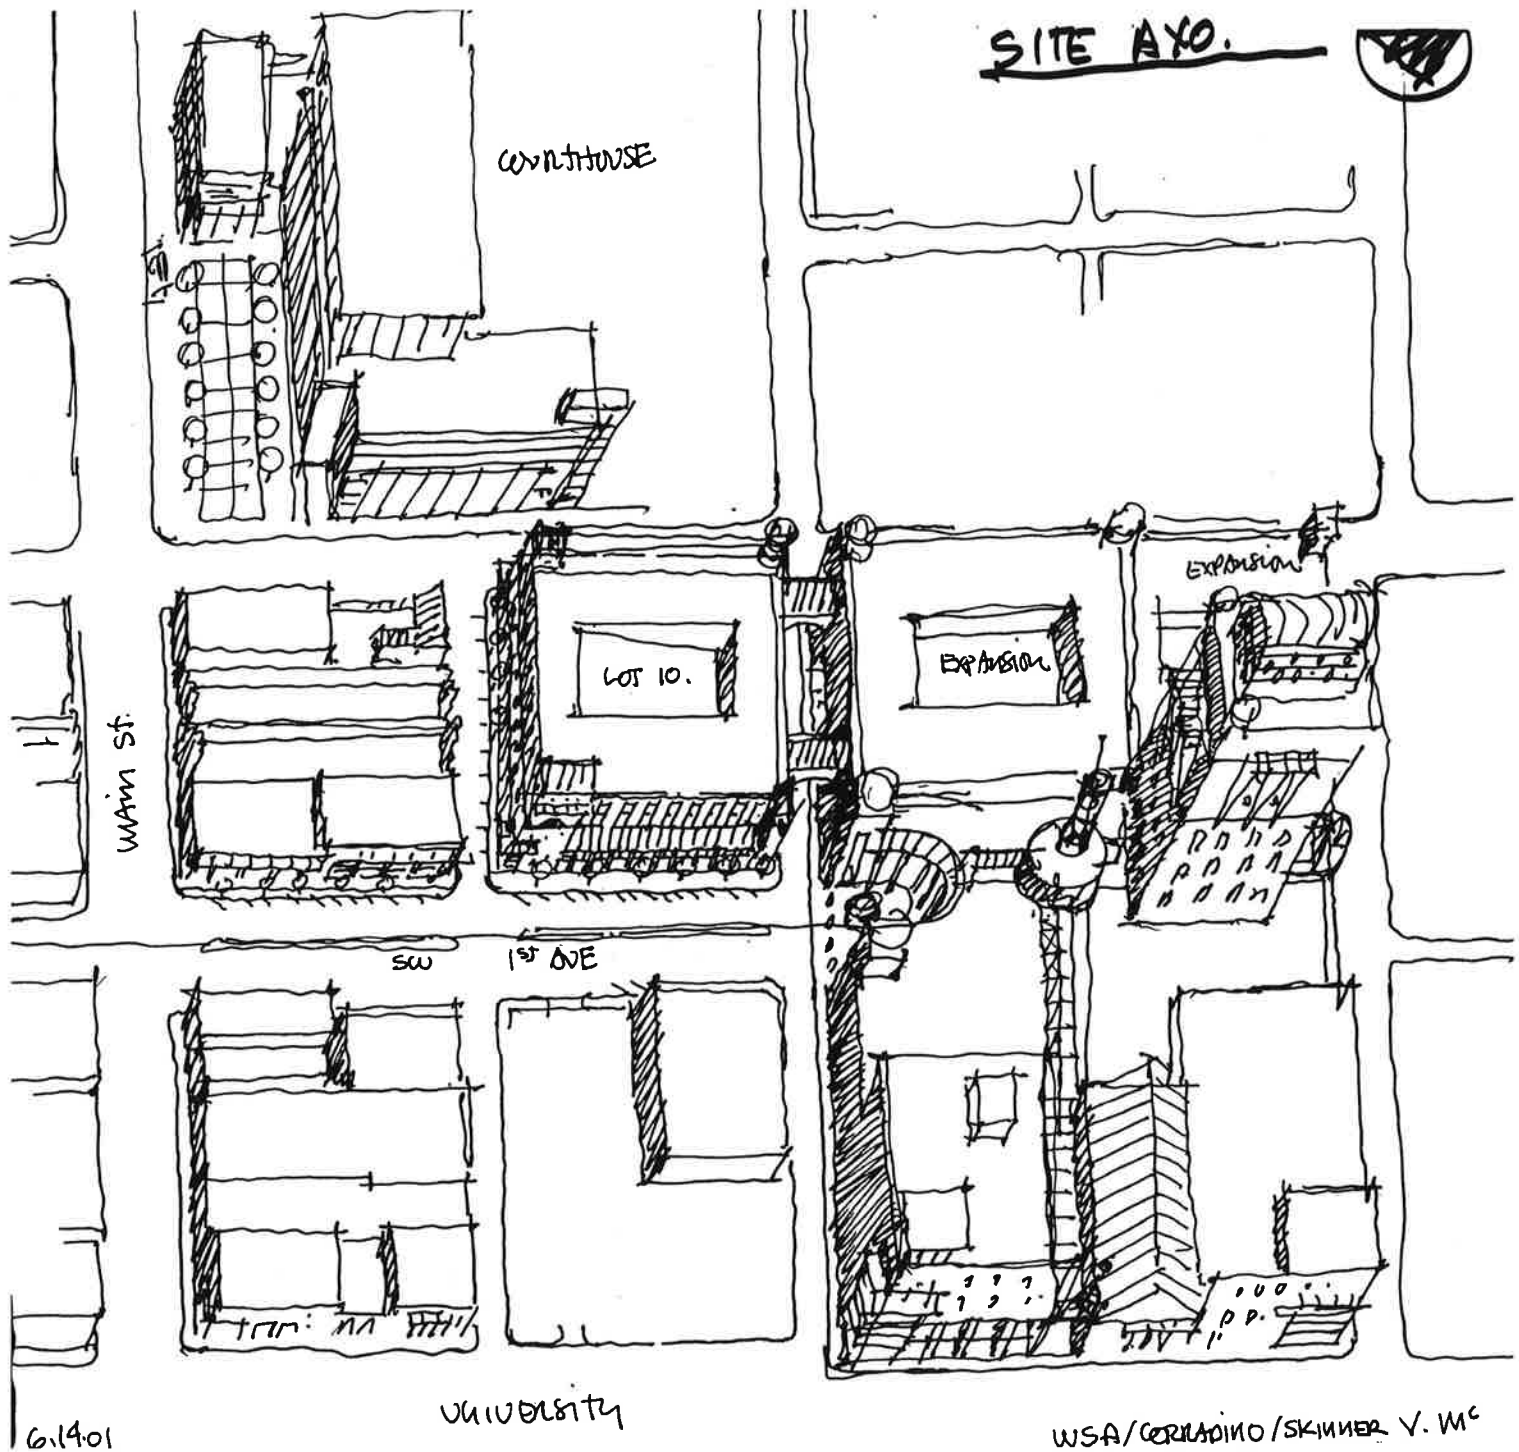 SITE AXO.
COURTHOUSE
EXPANSION
LOT 10.
EXPANSION
MAIN St.
SW 1st AVE
UNIVERSITY
6.14.01
WSA/CORRADINO/SKINNER V. Mc